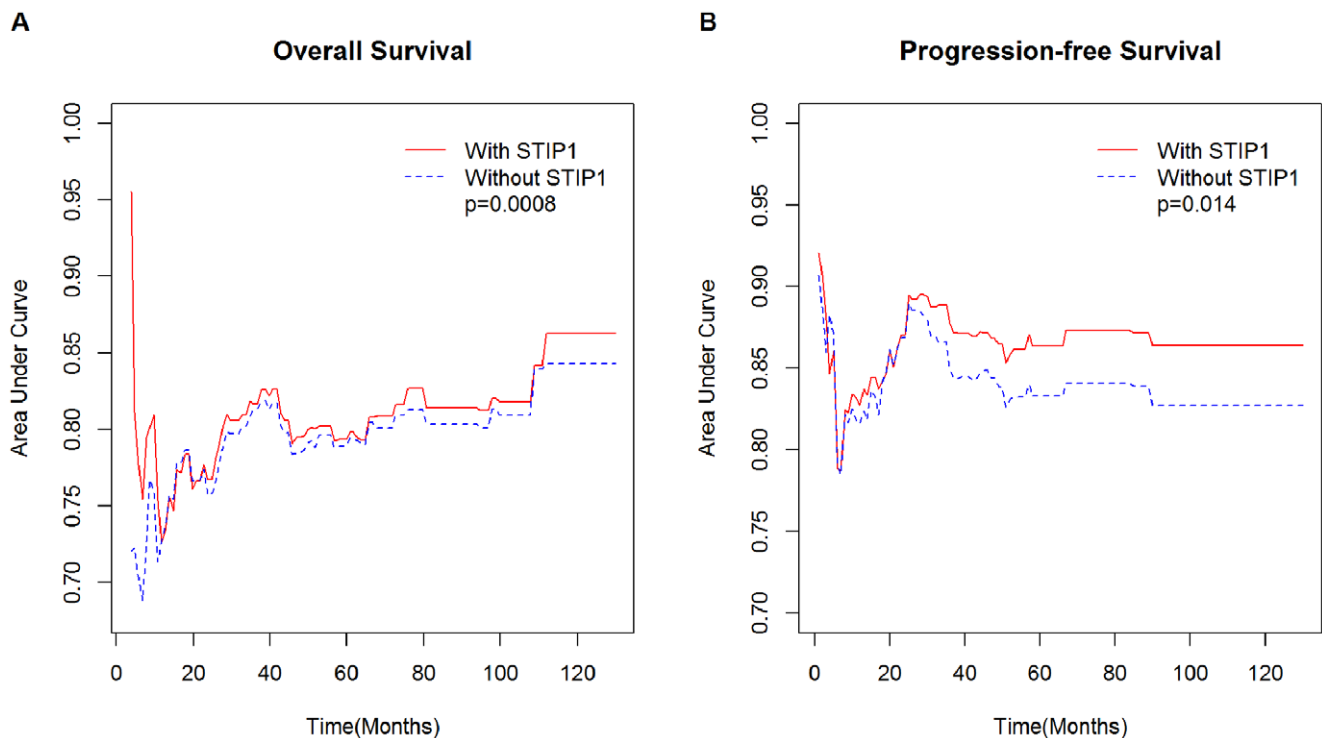 A
Overall Survival
Area Under Curve
1.00
0.95
0.90
0.85
0.80
0.75
0.70
With STIP1
Without STIP1
p=0.0008
0 20 40 60 80 100 120
Time(Months)
B
Progression-free Survival
Area Under Curve
1.00
0.95
0.90
0.85
0.80
0.75
0.70
With STIP1
Without STIP1
p=0.014
0 20 40 60 80 100 120
Time(Months)